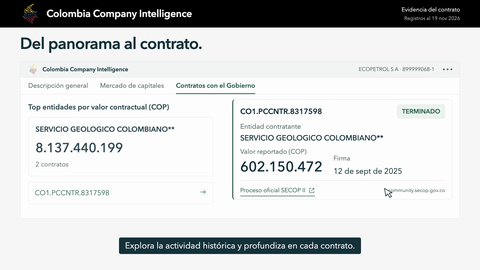 Colombia Company Intelligence
Evidencia del contrato
Registros al 19 nov 2026
Del panorama al contrato.
Colombia Company Intelligence
ECOPETROL S A - 899999068-1
Descripción general
Mercado de capitales
Contratos con el Gobierno
Top entidades por valor contractual (COP)
SERVICIO GEOLOGICO COLOMBIANO**
8.137.440.199
2 contratos
CO1.PCCNTR.8317598
CO1.PCCNTR.8317598
TERMINADO
Entidad contratante
SERVICIO GEOLOGICO COLOMBIANO**
Valor reportado (COP)
602.150.472
Firma
12 de sept de 2025
Proceso oficial SECOP II
ommunity.secop.gov.co
Explora la actividad histórica y profundiza en cada contrato.